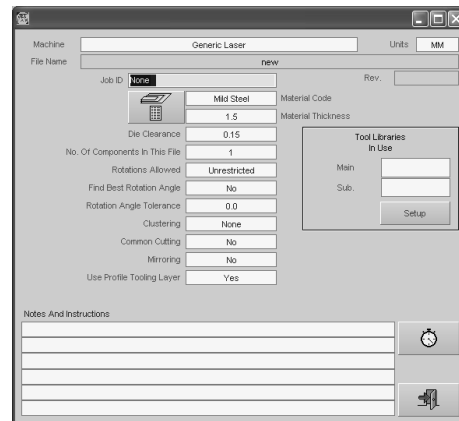 Machine Generic Laser Units MM
File Name new
Job ID None Rev.
Mild Steel Material Code
1.5 Material Thickness
Die Clearance 0.15
No. Of Components In This File 1
Rotations Allowed Unrestricted
Find Best Rotation Angle No
Rotation Angle Tolerance 0.0
Clustering None
Common Cutting No
Mirroring No
Use Profile Tooling Layer Yes
Tool Libraries
In Use
Main
Sub.
Setup
Notes And Instructions